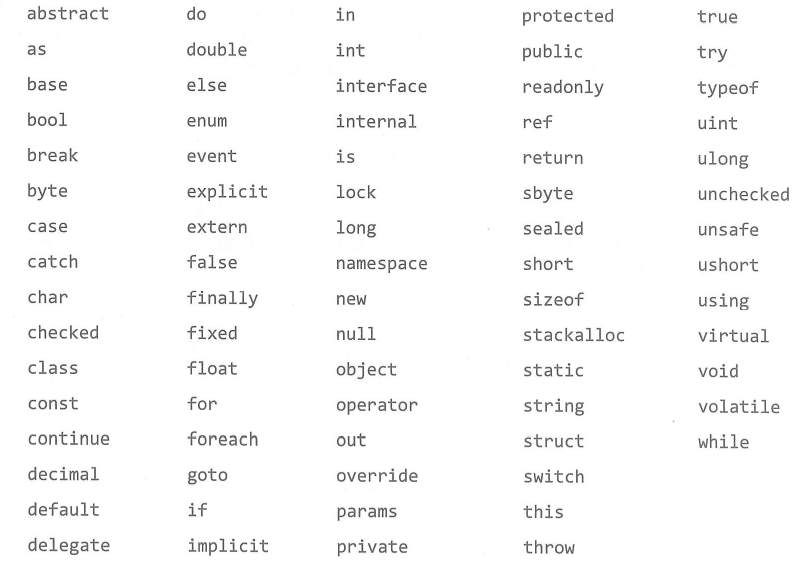 abstract do in protected true
as double int public try
base else interface readonly typeof
bool enum internal ref uint
break event is return ulong
byte explicit lock sbyte unchecked
case extern long sealed unsafe
catch false namespace short ushort
char finally new sizeof using
checked fixed null stackalloc virtual
class float object static void
const for operator string volatile
continue foreach out struct while
decimal goto override switch
default if params this
delegate implicit private throw